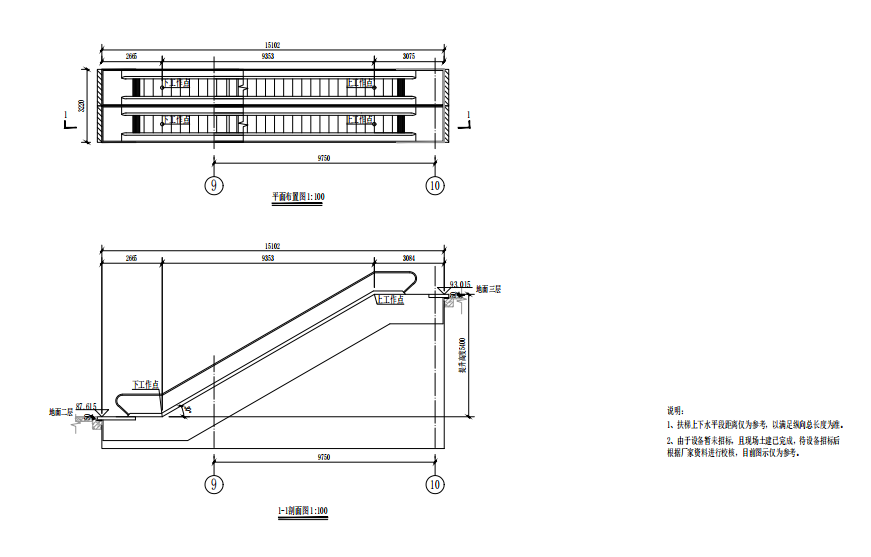 15102
2665 9353 3075
下工作点 上工作点
3220
1 1
下工作点 上工作点
9750
9 10
平面布置图1:100
15102
2665 9353 3084
93.015
地面三层
上工作点
提升高度5400
下工作点
87.615
地面二层
9750
9 10
1-1剖面图1:100
说明:
1、扶梯上下水平段距离仅为参考,以满足纵向总长度为准。
2、由于设备暂未招标,且现场土建已完成,待设备招标后
根据厂家资料进行校核,目前图示仅为参考。